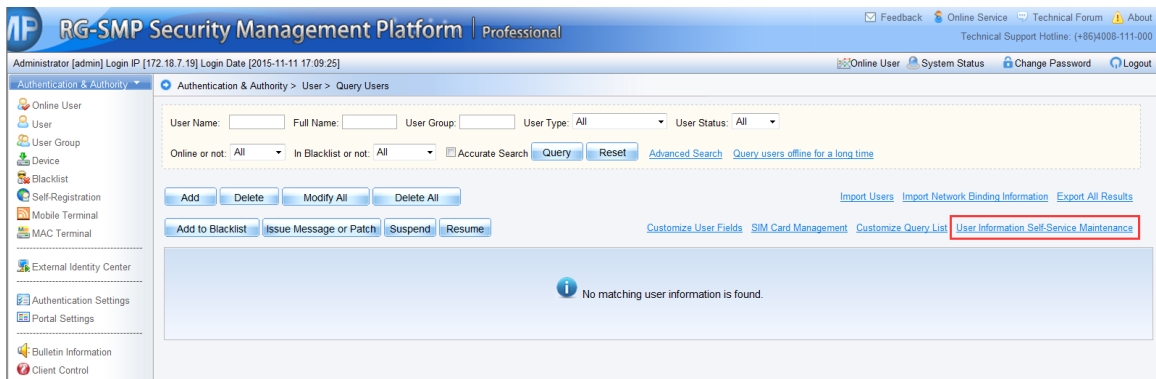 RG-SMP Security Management Platform | Professional
Feedback Online Service Technical Forum About
Technical Support Hotline: (+86)4008-111-000
Administrator [admin] Login IP [172.18.7.19] Login Date [2015-11-11 17:09:25]
Online User System Status Change Password Logout
Authentication & Authority
Online User
User
User Group
Device
Blacklist
Self-Registration
Mobile Terminal
MAC Terminal
External Identity Center
Authentication Settings
Portal Settings
Bulletin Information
Client Control
Authentication & Authority > User > Query Users
User Name: Full Name: User Group: User Type: All User Status: All
Online or not: All In Blacklist or not: All Accurate Search Query Reset Advanced Search Query users offline for a long time
Add Delete Modify All Delete All Import Users Import Network Binding Information Export All Results
Add to Blacklist Issue Message or Patch Suspend Resume Customize User Fields SIM Card Management Customize Query List User Information Self-Service Maintenance
No matching user information is found.